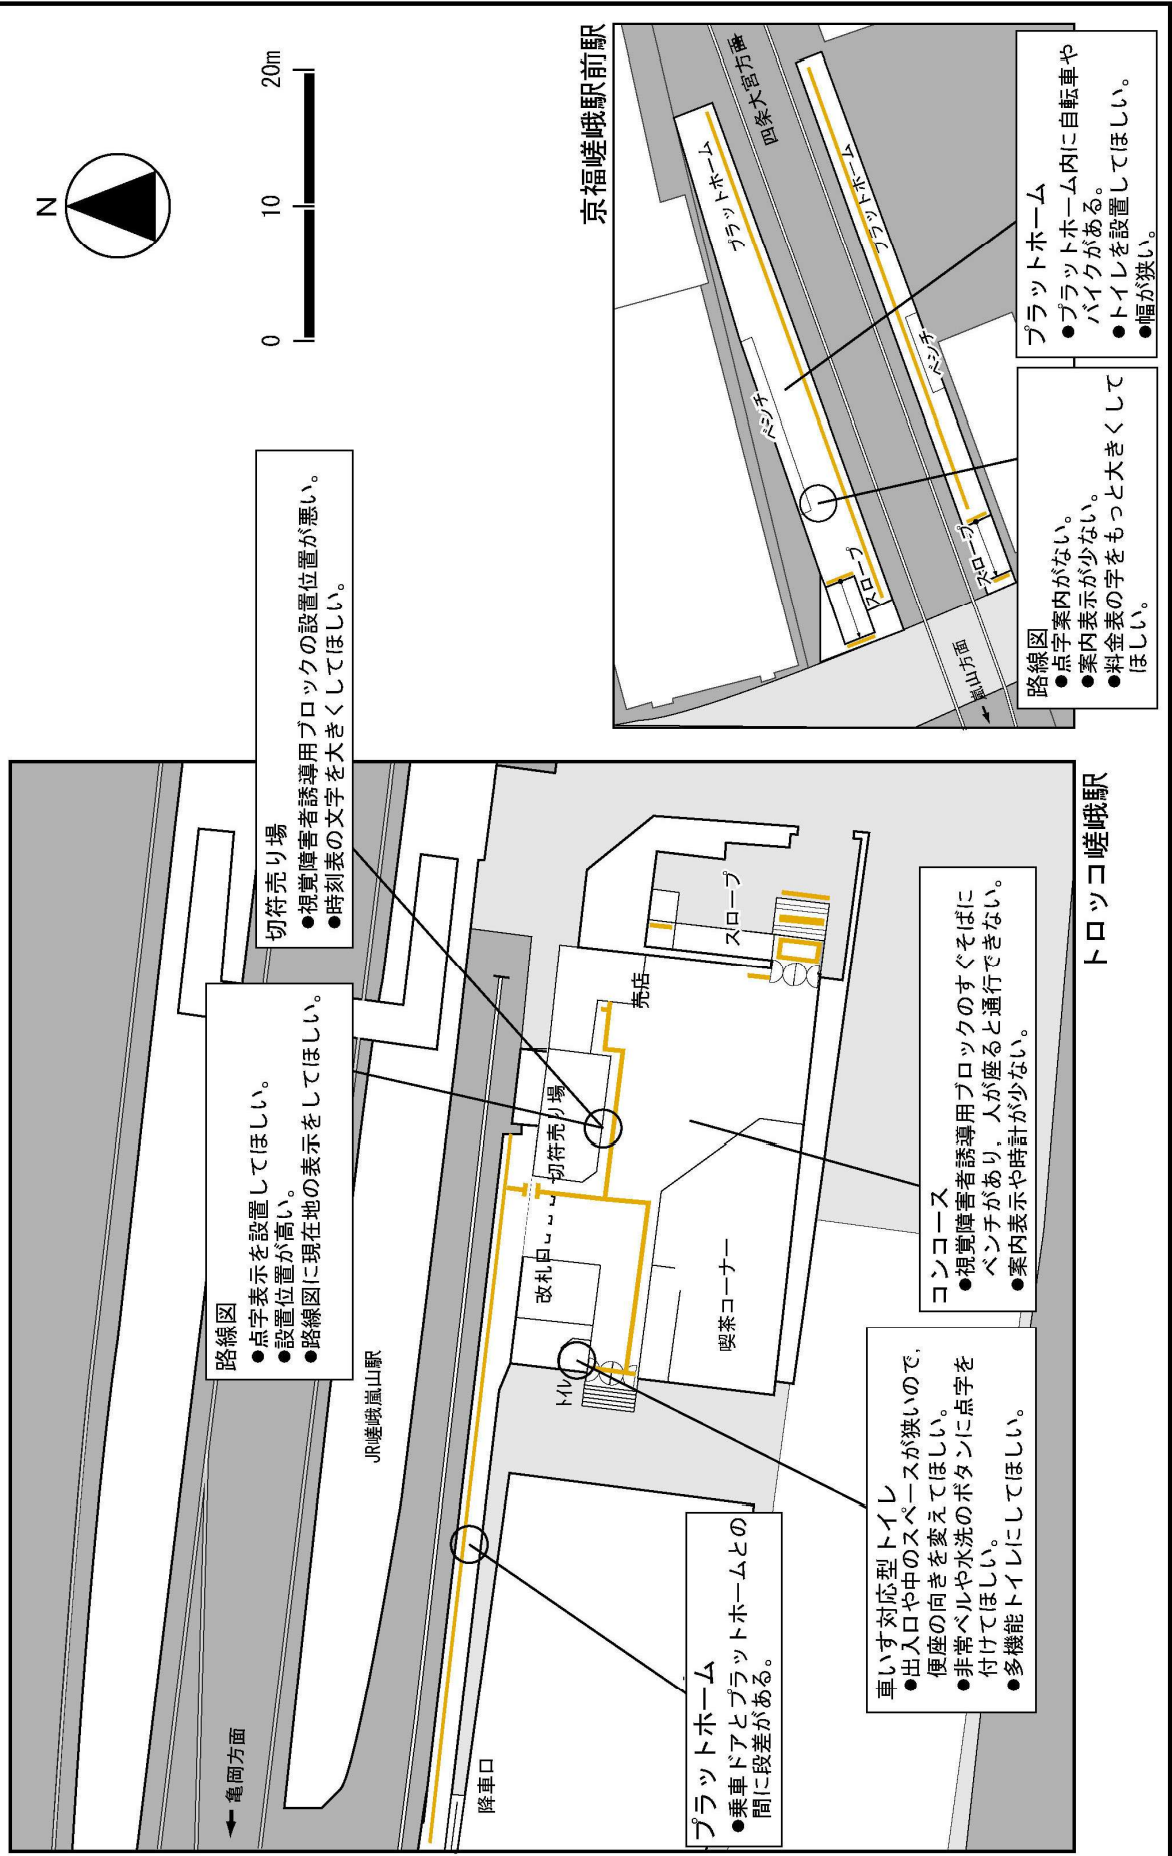 N
0 10 20m
路線図
●点字表示を設置してほしい。
●設置位置が高い。
●路線図に現在地の表示をしてほしい。
切符売り場
●視覚障害者誘導用ブロックの設置位置が悪い。
●時刻表の文字を大きくしてほしい。
← 亀岡方面
JR嵯峨嵐山駅
降車口
改札口
切符売り場
売店
スロープ
トイレ
喫茶コーナー
プラットホーム
●乗車ドアとプラットホームとの
間に段差がある。
車いす対応型トイレ
●出入口や中のスペースが狭いので、
便座の向きを変えてほしい。
●非常ベルや水洗のボタンに点字を
付けてほしい。
●多機能トイレにしてほしい。
コンコース
●視覚障害者誘導用ブロックのすぐそばに
ベンチがあり，人が座ると通行できない。
●案内表示や時計が少ない。
トロッコ嵯峨駅
京福嵯峨駅前駅
プラットホーム
四条大宮方面
プラットホーム
ベンチ
ベンチ
スロープ
スロープ
← 嵐山方面
路線図
●点字案内がない。
●案内表示が少ない。
●料金表の字をもっと大きくして
ほしい。
プラットホーム
●プラットホーム内に自転車や
バイクがある。
●トイレを設置してほしい。
●幅が狭い。